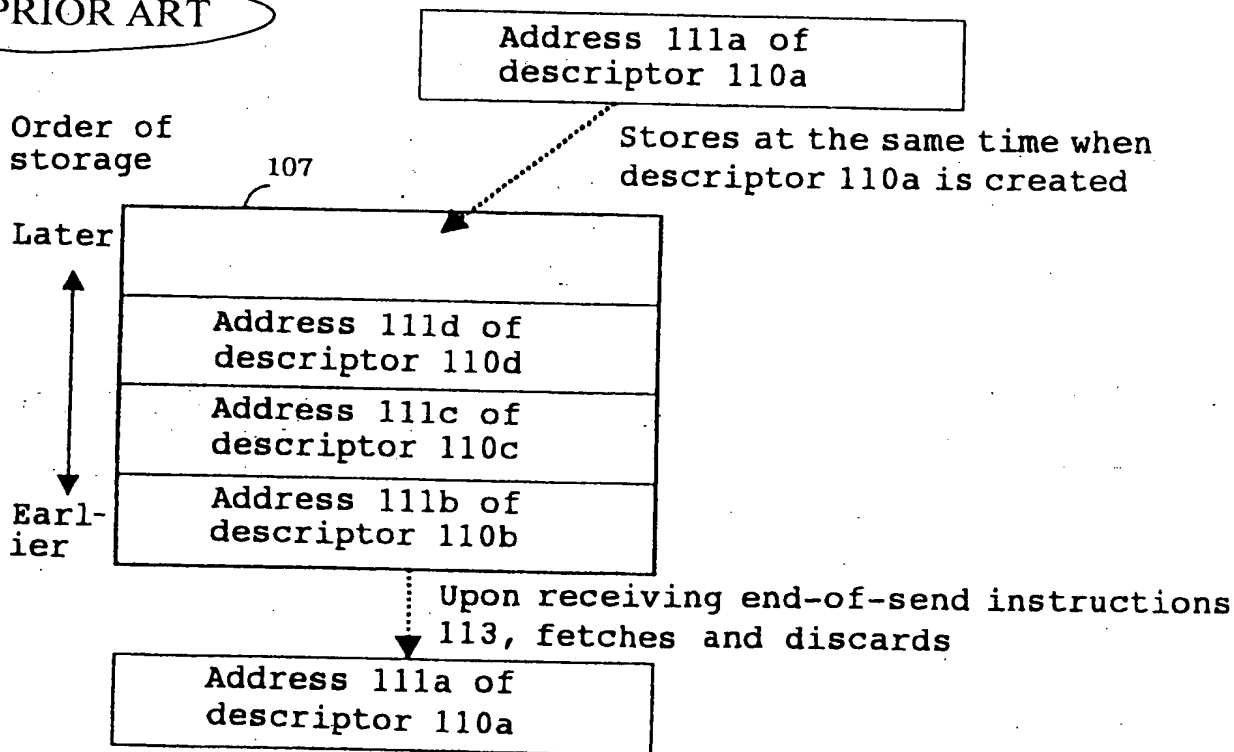 PRIOR ART
Address 111a of
descriptor 110a
Order of
storage
107
Stores at the same time when
descriptor 110a is created
Later
Address 111d of
descriptor 110d
Address 111c of
descriptor 110c
Address 111b of
descriptor 110b
Earl-
ier
Upon receiving end-of-send instructions
113, fetches and discards
Address 111a of
descriptor 110a